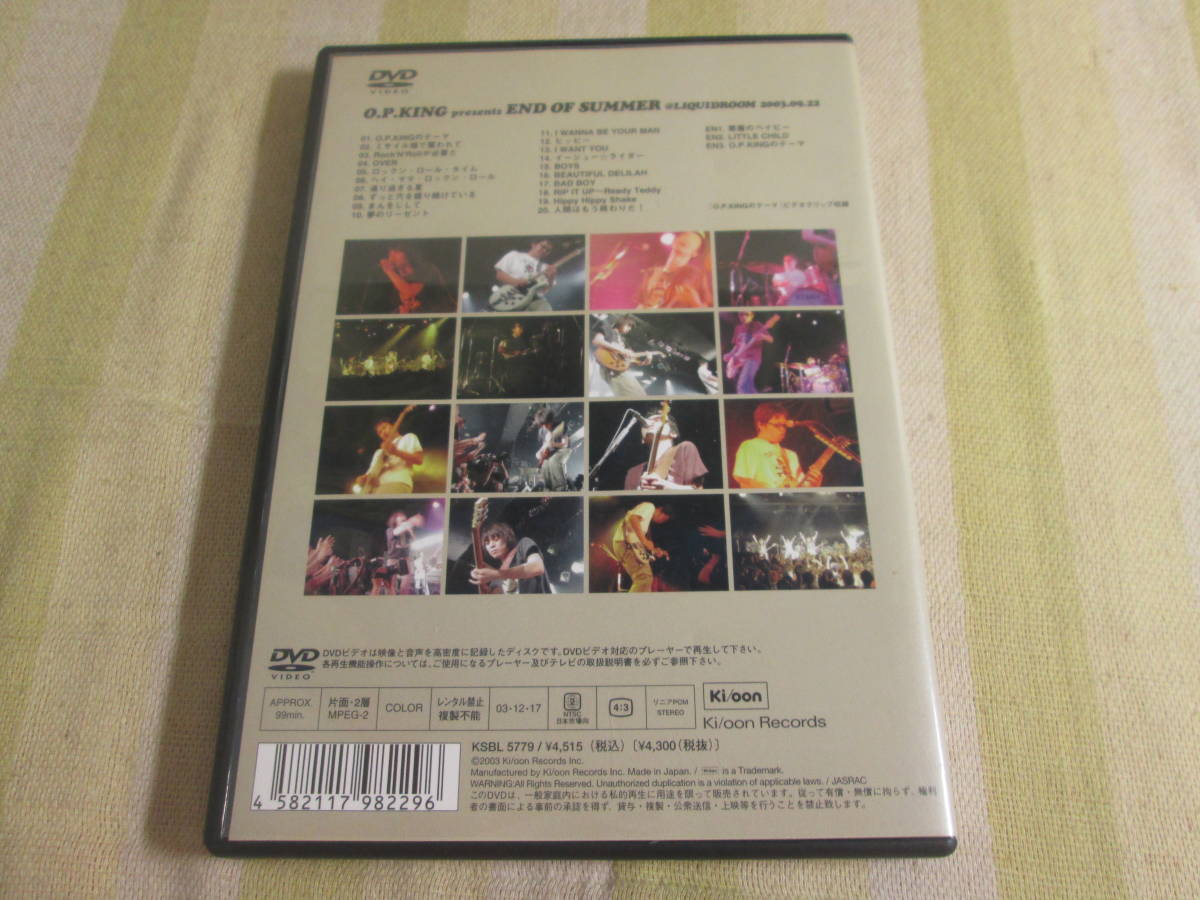 DVD
VIDEO
O.P.KING presents END OF SUMMER @LIQUIDROOM 2003.09.22
01. O.P.KINGのテーマ
02. ミサイル畑で雇われて
03. Rock'n'Rollが必要だ
04. OVER
05. ロックン・ロール・タイム
06. ヘイ・ママ・ロックン・ロール
07. 通り過ぎる夏
08. ずっと穴を掘り続けている
09. まんをじして
10. 夢のリーゼント
11. I WANNA BE YOUR MAN
12. ヒッピー
13. I WANT YOU
14. イージュー☆ライダー
15. BOYS
16. BEAUTIFUL DELILAH
17. BAD BOY
18. RIP IT UP～Ready Teddy
19. Hippy Hippy Shake
20. 人間はもう終わりだ！
EN1. のベイビー
EN2. LITTLE CHILD
EN3. O.P.KINGのテーマ
「O.P.KINGのテーマ」ビデオクリップ収録
DVD
VIDEO
DVDビデオは映像と音声を高密度に記録したディスクです。DVDビデオ対応のプレーヤーで再生して下さい。
各再生機能操作については、ご使用になるプレーヤー及びテレビの取扱説明書を必ずご参照下さい。
APPROX.
99min.
片面・2層
MPEG-2
COLOR
レンタル禁止
複製不能
03・12・17
2
NTSC
日本市場向
4:3
リニアPCM
STEREO
Ki/oon
Ki/oon Records
KSBL 5779 / ¥4,515（税込）〔¥4,300（税抜）〕
©2003 Ki/oon Records Inc.
Manufactured by Ki/oon Records Inc. Made in Japan. / Ki/oon is a Trademark.
WARNING:All Rights Reserved. Unauthorized duplication is a violation of applicable laws. / JASRAC
このDVDは、一般家庭内における私的再生に用途を限って販売されています。従って有償・無償に拘らず、権利
者の書面による事前の承諾を得ず、貸与・複製・公衆送信・上映等を行うことを禁止致します。
4 582117 982296